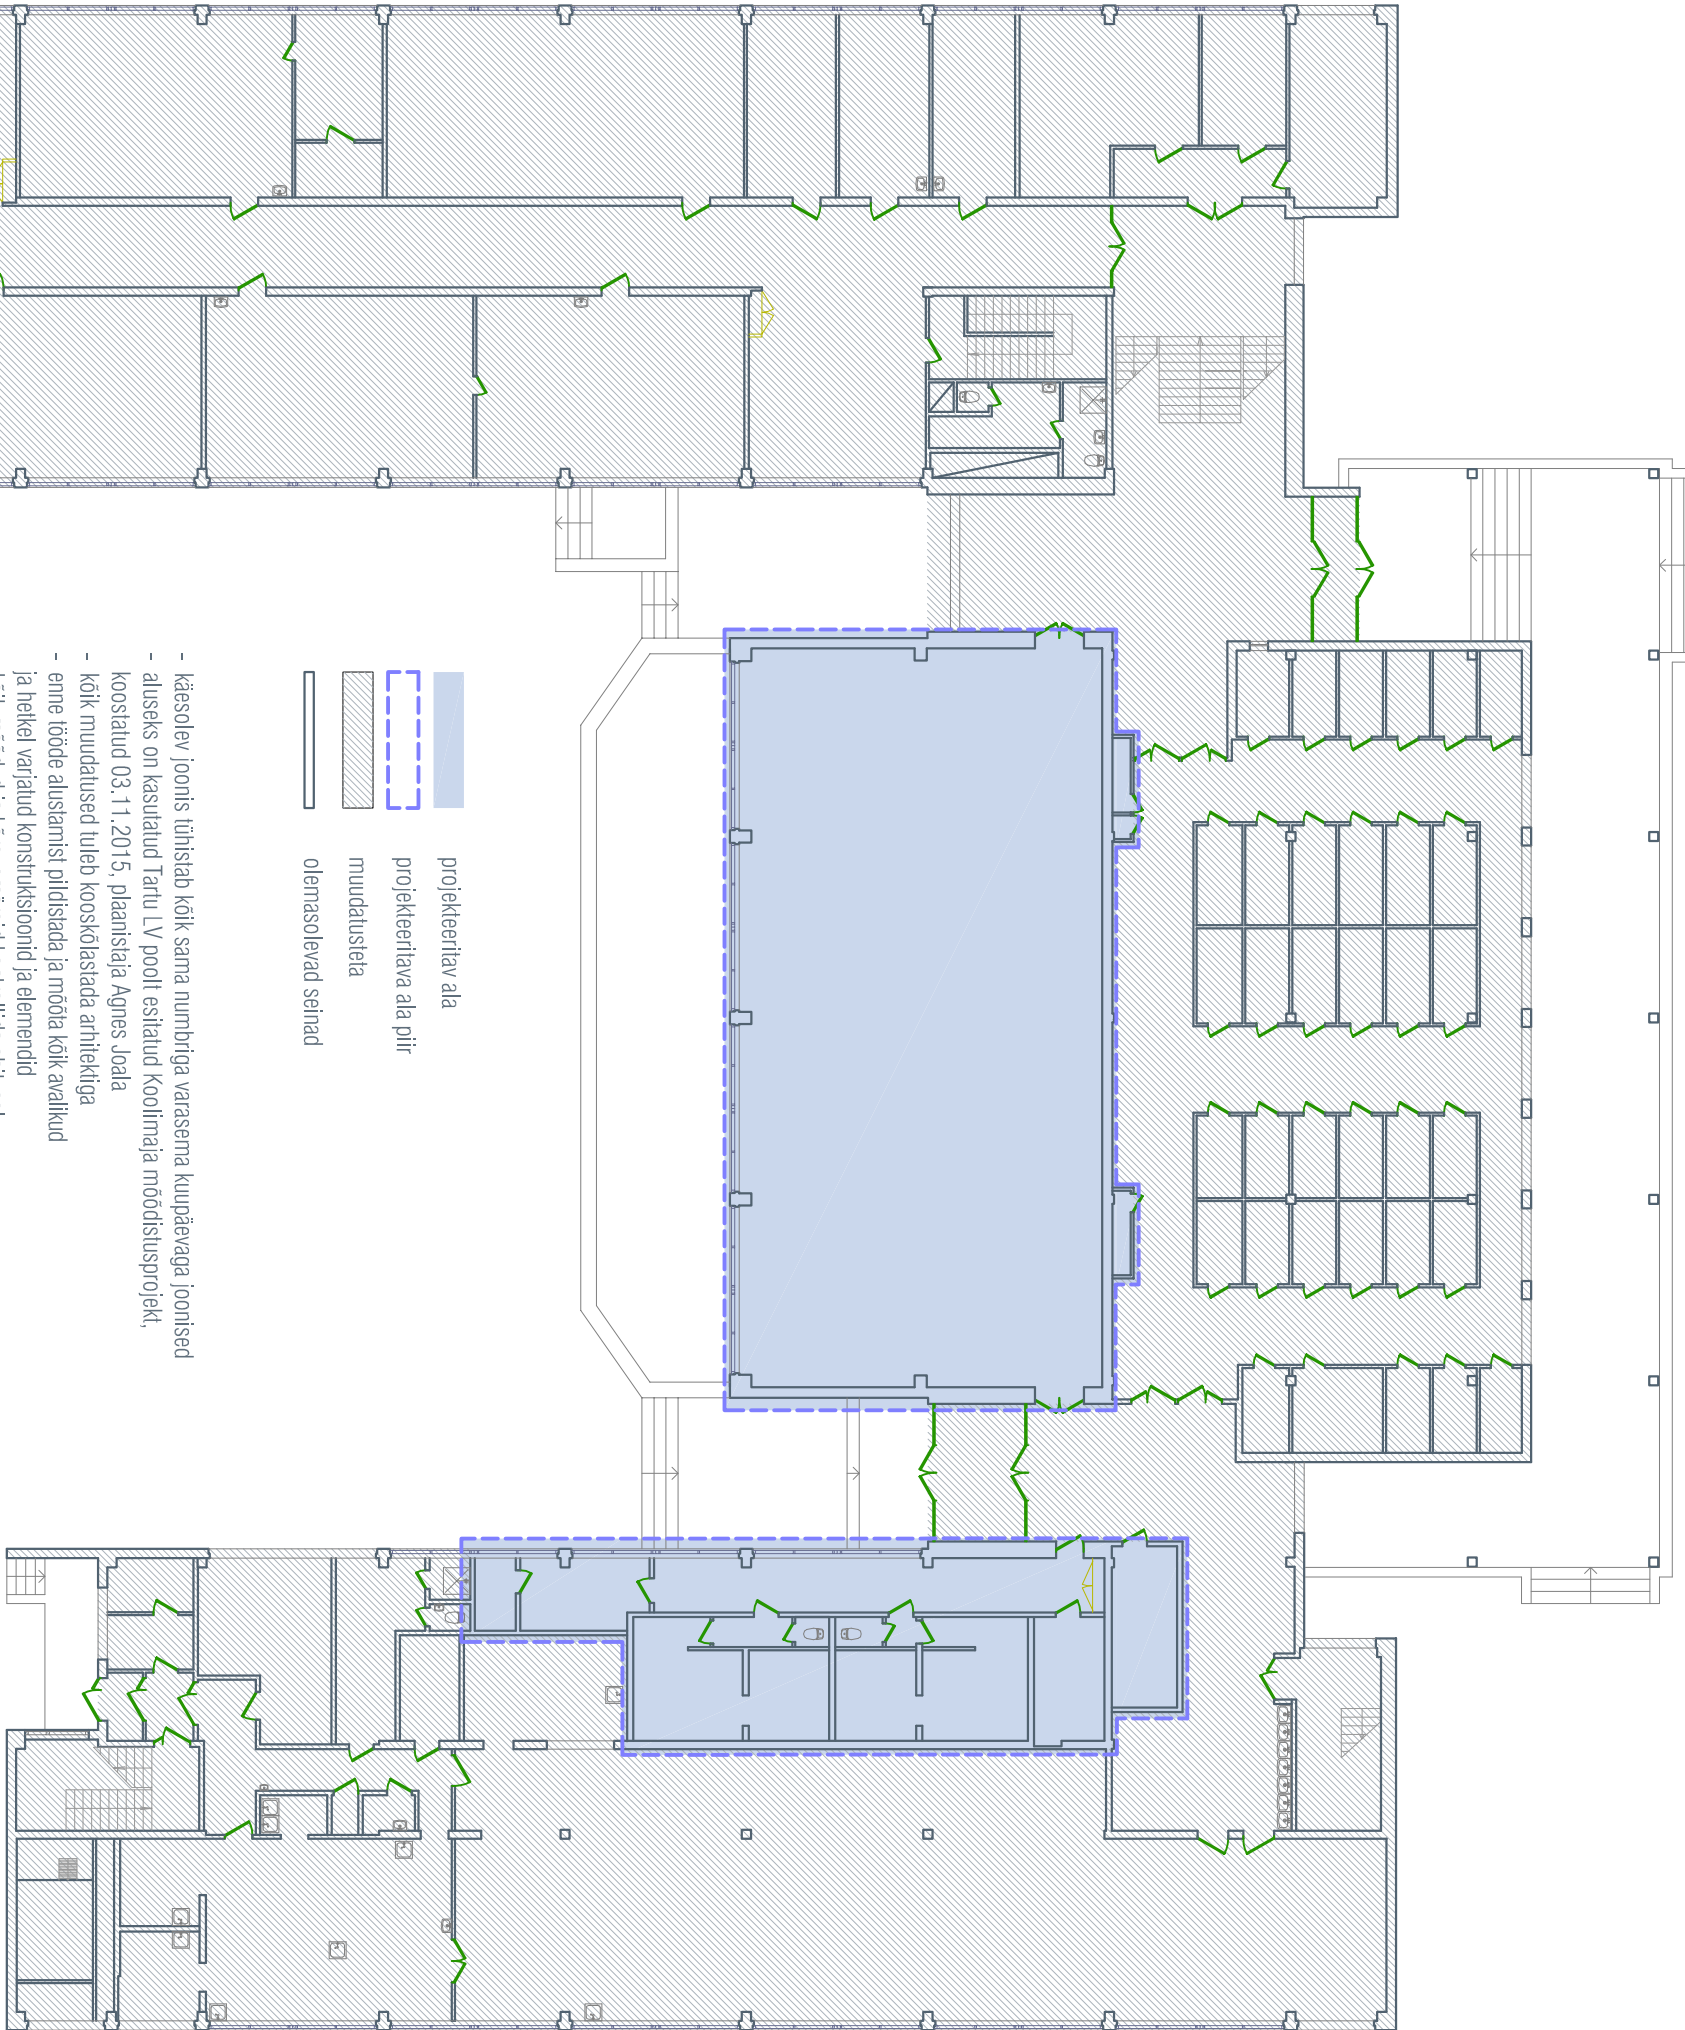 projekteeritav ala
projekteeritava ala piir
muudatusteta
olemasolevad seinad
- käesolev joonis tühistab kõik sama numbriga varasema kuupäevaga joonised
- aluseks on kasutatud Tartu LV poolt esitatud Koolimaja mõõdistusprojekt,
koostatud 03.11.2015, plaanistaja Agnes Joala
- kõik muudatused tuleb kooskõlastada arhitektiga
- enne tööde alustamist pildistada ja mõõta kõik avalikud
ja hetkel varjatud konstruktsioonid ja elemendid